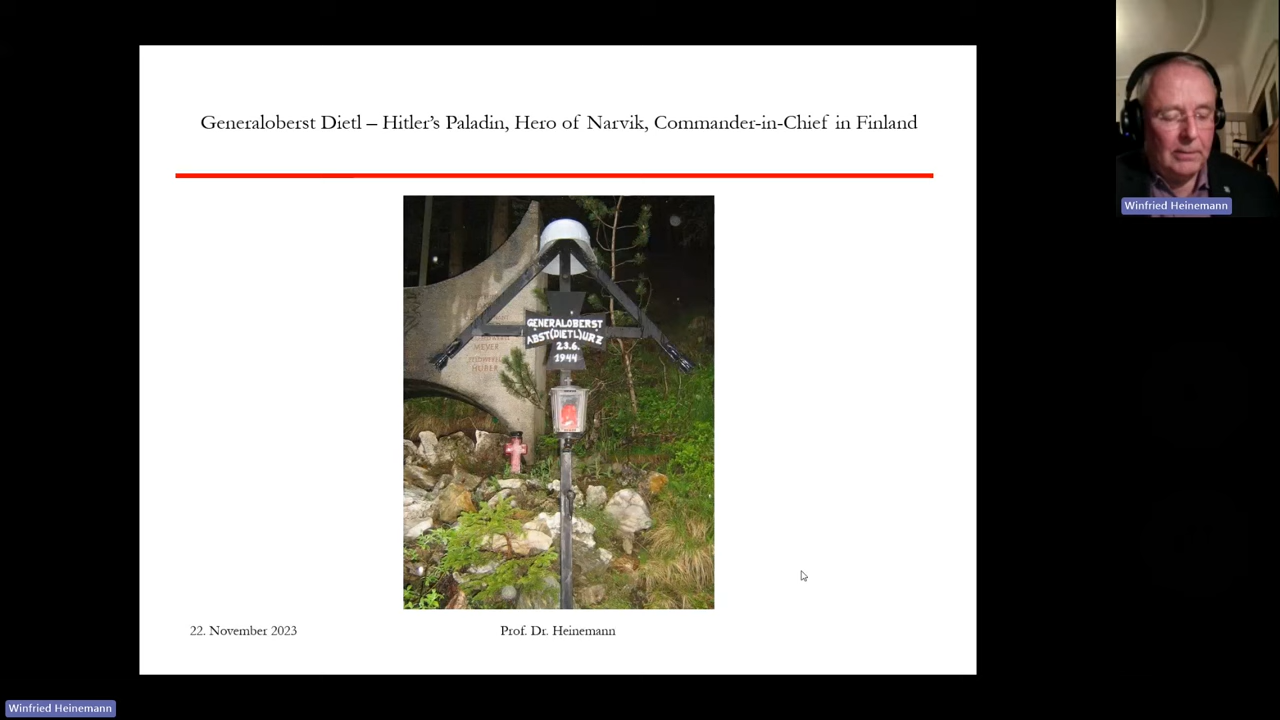 Generaloberst Dietl – Hitler's Paladin, Hero of Narvik, Commander-in-Chief in Finland
GENERALOBERST
ABST(DIETL)URZ
23.6.
1944
MEYER
HUBER
22. November 2023
Prof. Dr. Heinemann
Winfried Heinemann
Winfried Heinemann